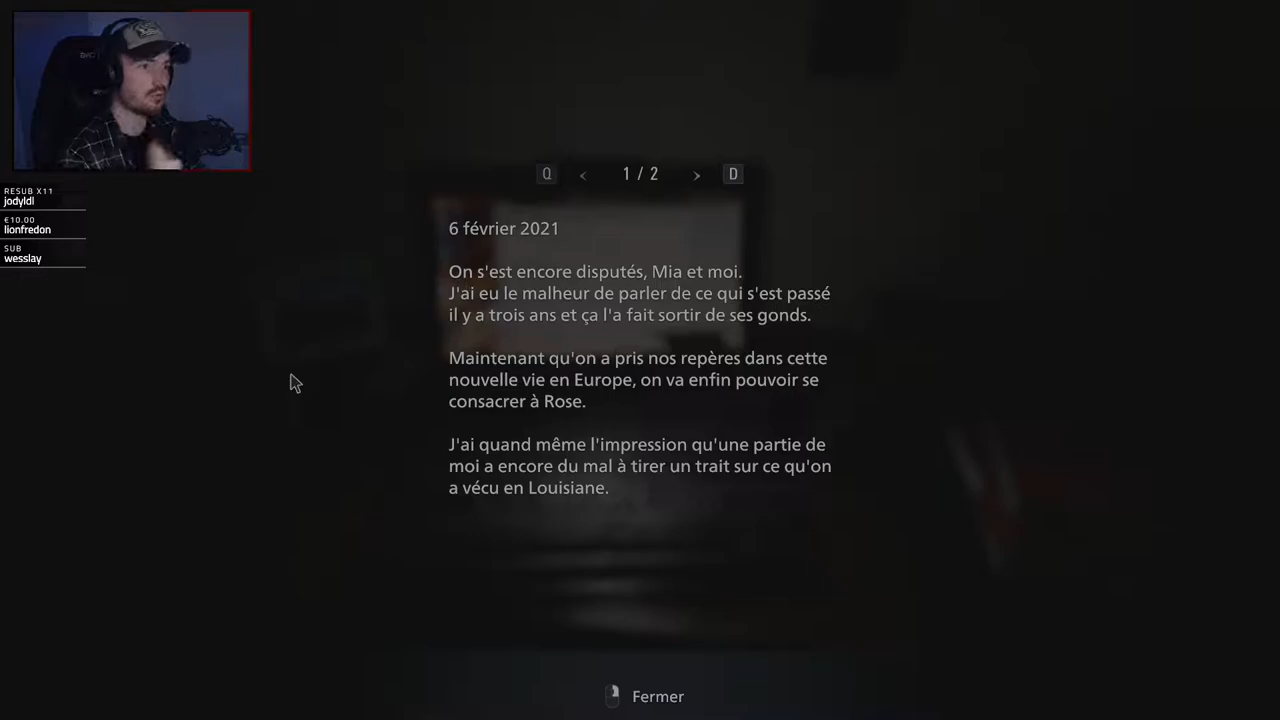 RESUB X11
jodyldl
€10.00
lionfredon
SUB
wesslay
Q < 1 / 2 > D
6 février 2021
On s'est encore disputés, Mia et moi.
J'ai eu le malheur de parler de ce qui s'est passé
il y a trois ans et ça l'a fait sortir de ses gonds.
Maintenant qu'on a pris nos repères dans cette
nouvelle vie en Europe, on va enfin pouvoir se
consacrer à Rose.
J'ai quand même l'impression qu'une partie de
moi a encore du mal à tirer un trait sur ce qu'on
a vécu en Louisiane.
Fermer